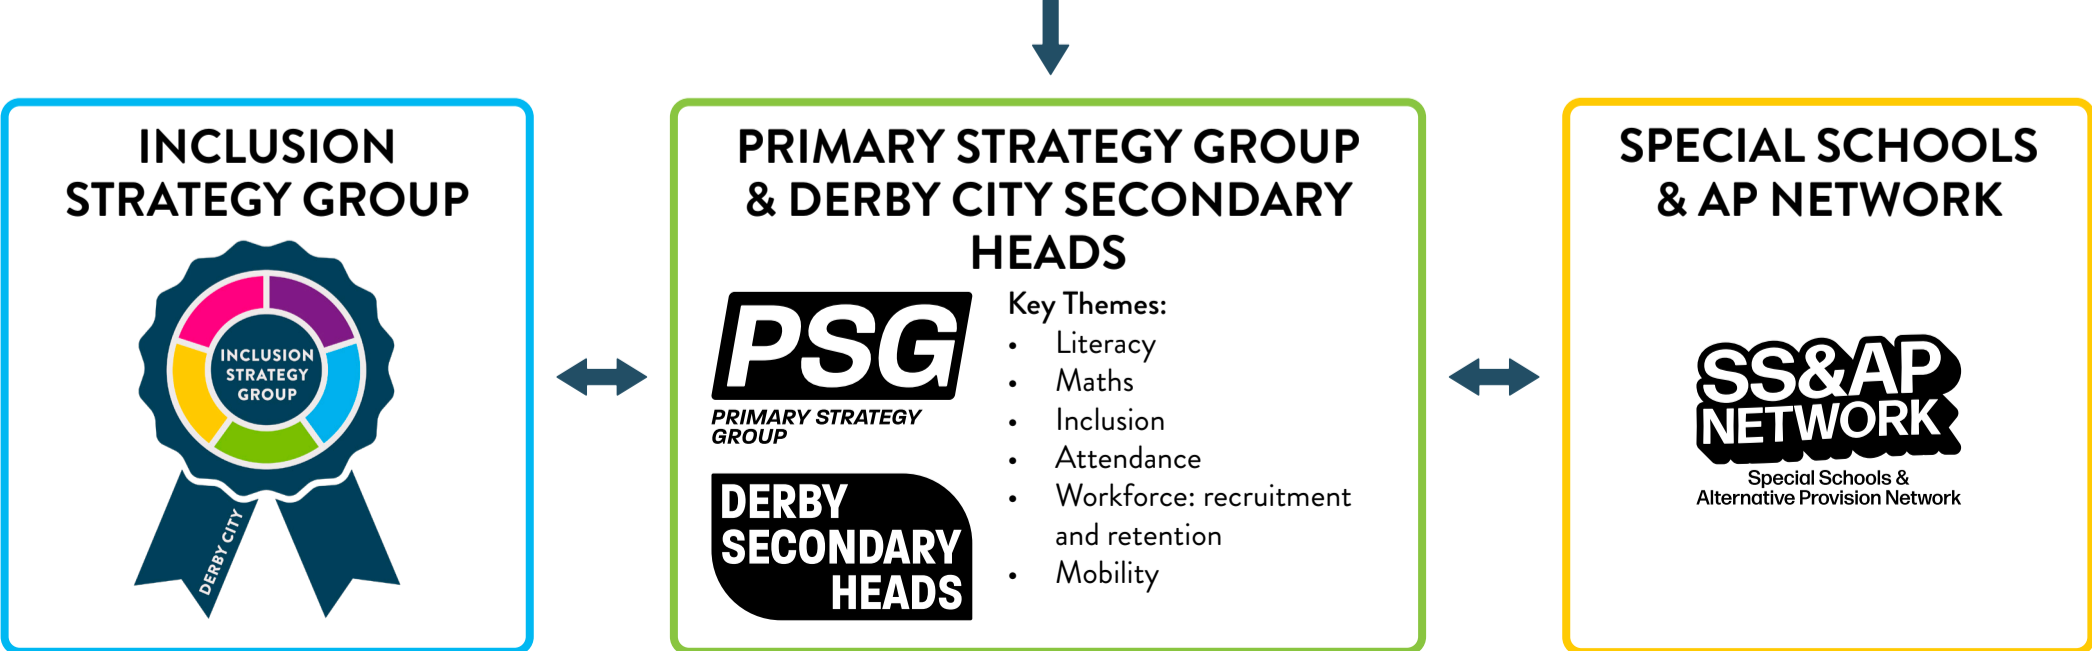 INCLUSION
STRATEGY GROUP
INCLUSION
STRATEGY
GROUP
DERBY CITY
PRIMARY STRATEGY GROUP
& DERBY CITY SECONDARY
HEADS
PSG
PRIMARY STRATEGY
GROUP
DERBY
SECONDARY
HEADS
Key Themes:
• Literacy
• Maths
• Inclusion
• Attendance
• Workforce: recruitment
and retention
• Mobility
SPECIAL SCHOOLS
& AP NETWORK
SS&AP
NETWORK
Special Schools &
Alternative Provision Network